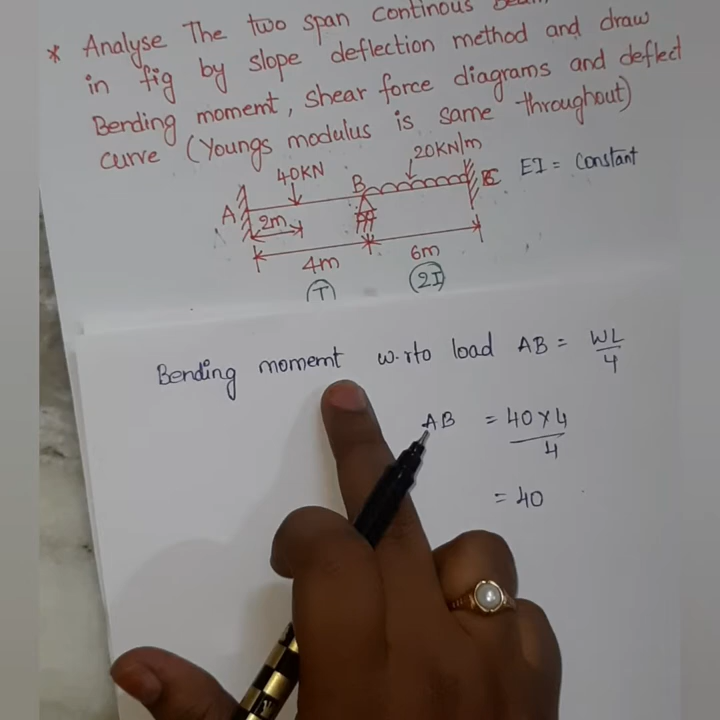 * Analyse The two span continous Beam
in fig by slope deflection method and draw
Bending moment, Shear force diagrams and deflect
curve (Youngs modulus is same throughout)
40KN
20KN/m
EI = Constant
A
B
2m
4m
6m
I
2I
Bending moment w.rto load AB = WL/4
AB = 40×4/4
= 40